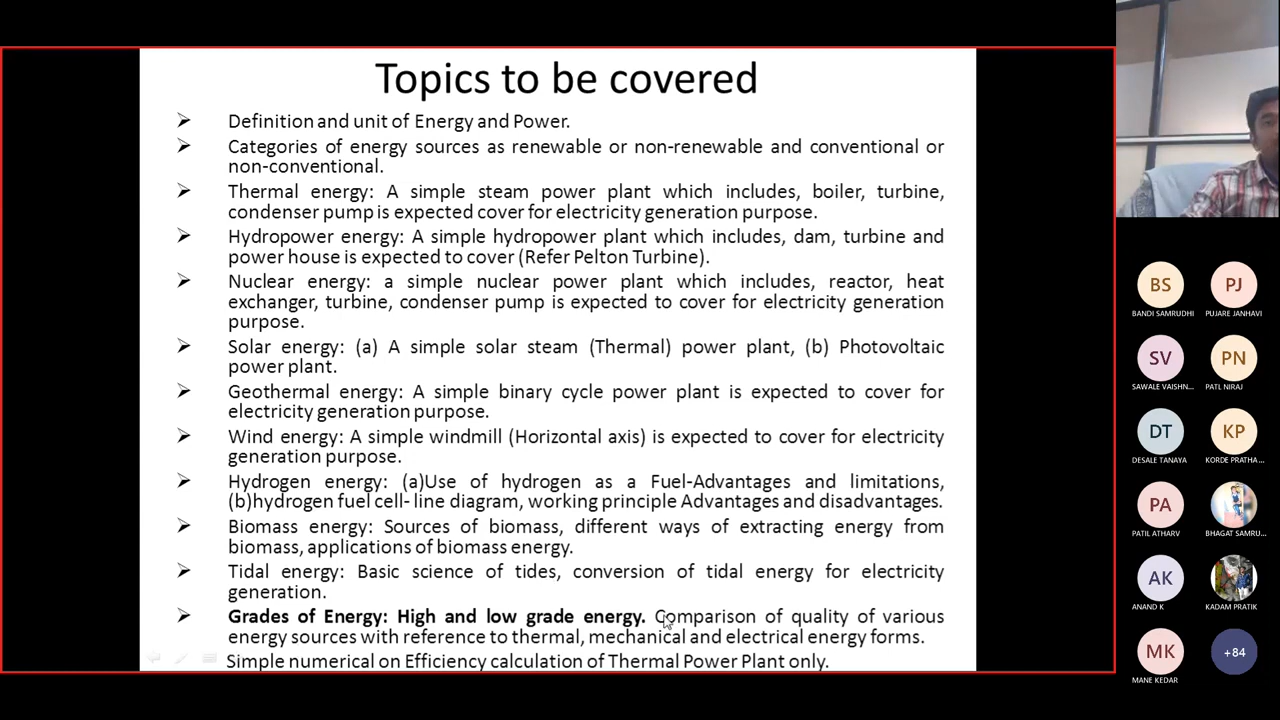 Topics to be covered
➢ Definition and unit of Energy and Power.
➢ Categories of energy sources as renewable or non-renewable and conventional or
non-conventional.
➢ Thermal energy: A simple steam power plant which includes, boiler, turbine,
condenser pump is expected cover for electricity generation purpose.
➢ Hydropower energy: A simple hydropower plant which includes, dam, turbine and
power house is expected to cover (Refer Pelton Turbine).
➢ Nuclear energy: a simple nuclear power plant which includes, reactor, heat
exchanger, turbine, condenser pump is expected to cover for electricity generation
purpose.
➢ Solar energy: (a) A simple solar steam (Thermal) power plant, (b) Photovoltaic
power plant.
➢ Geothermal energy: A simple binary cycle power plant is expected to cover for
electricity generation purpose.
➢ Wind energy: A simple windmill (Horizontal axis) is expected to cover for electricity
generation purpose.
➢ Hydrogen energy: (a)Use of hydrogen as a Fuel-Advantages and limitations,
(b)hydrogen fuel cell- line diagram, working principle Advantages and disadvantages.
➢ Biomass energy: Sources of biomass, different ways of extracting energy from
biomass, applications of biomass energy.
➢ Tidal energy: Basic science of tides, conversion of tidal energy for electricity
generation.
➢ Grades of Energy: High and low grade energy. Comparison of quality of various
energy sources with reference to thermal, mechanical and electrical energy forms.
Simple numerical on Efficiency calculation of Thermal Power Plant only.
BS PJ
BANDI SAMRUDHI PUJARE JANHAVI
SV PN
SAWALE VAISHN... PATIL NIRAJ
DT KP
DESALE TANAYA KORDE PRATHA...
PA
PATIL ATHARV BHAGAT SAMRU...
AK
ANAND K KADAM PRATIK
MK +84
MANE KEDAR